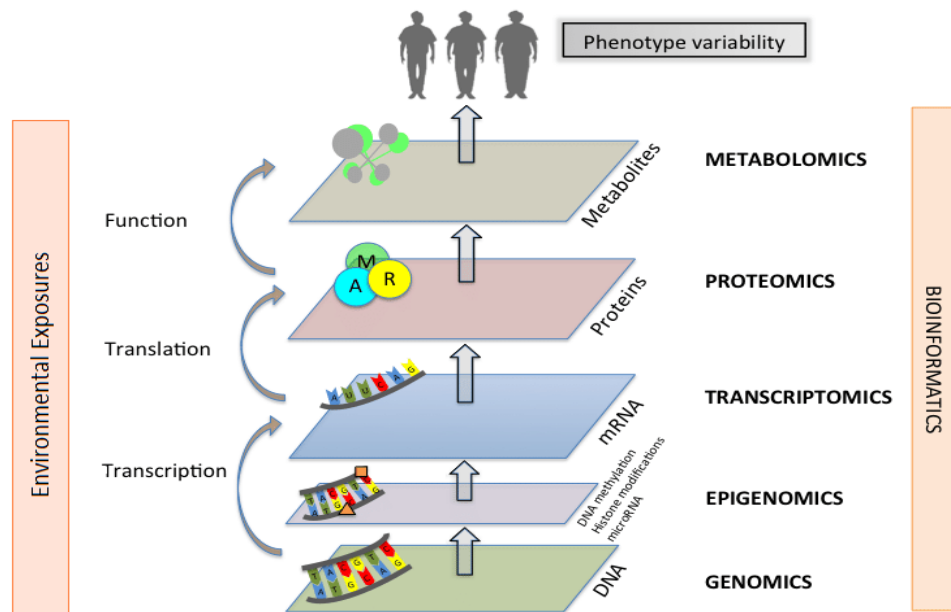 Phenotype variability
Environmental Exposures
BIOINFORMATICS
Metabolites
METABOLOMICS
Function
M
A
R
Proteins
PROTEOMICS
Translation
A U U
A G
mRNA
TRANSCRIPTOMICS
Transcription
DNA methylation
Histone modifications
microRNA
EPIGENOMICS
DNA
GENOMICS